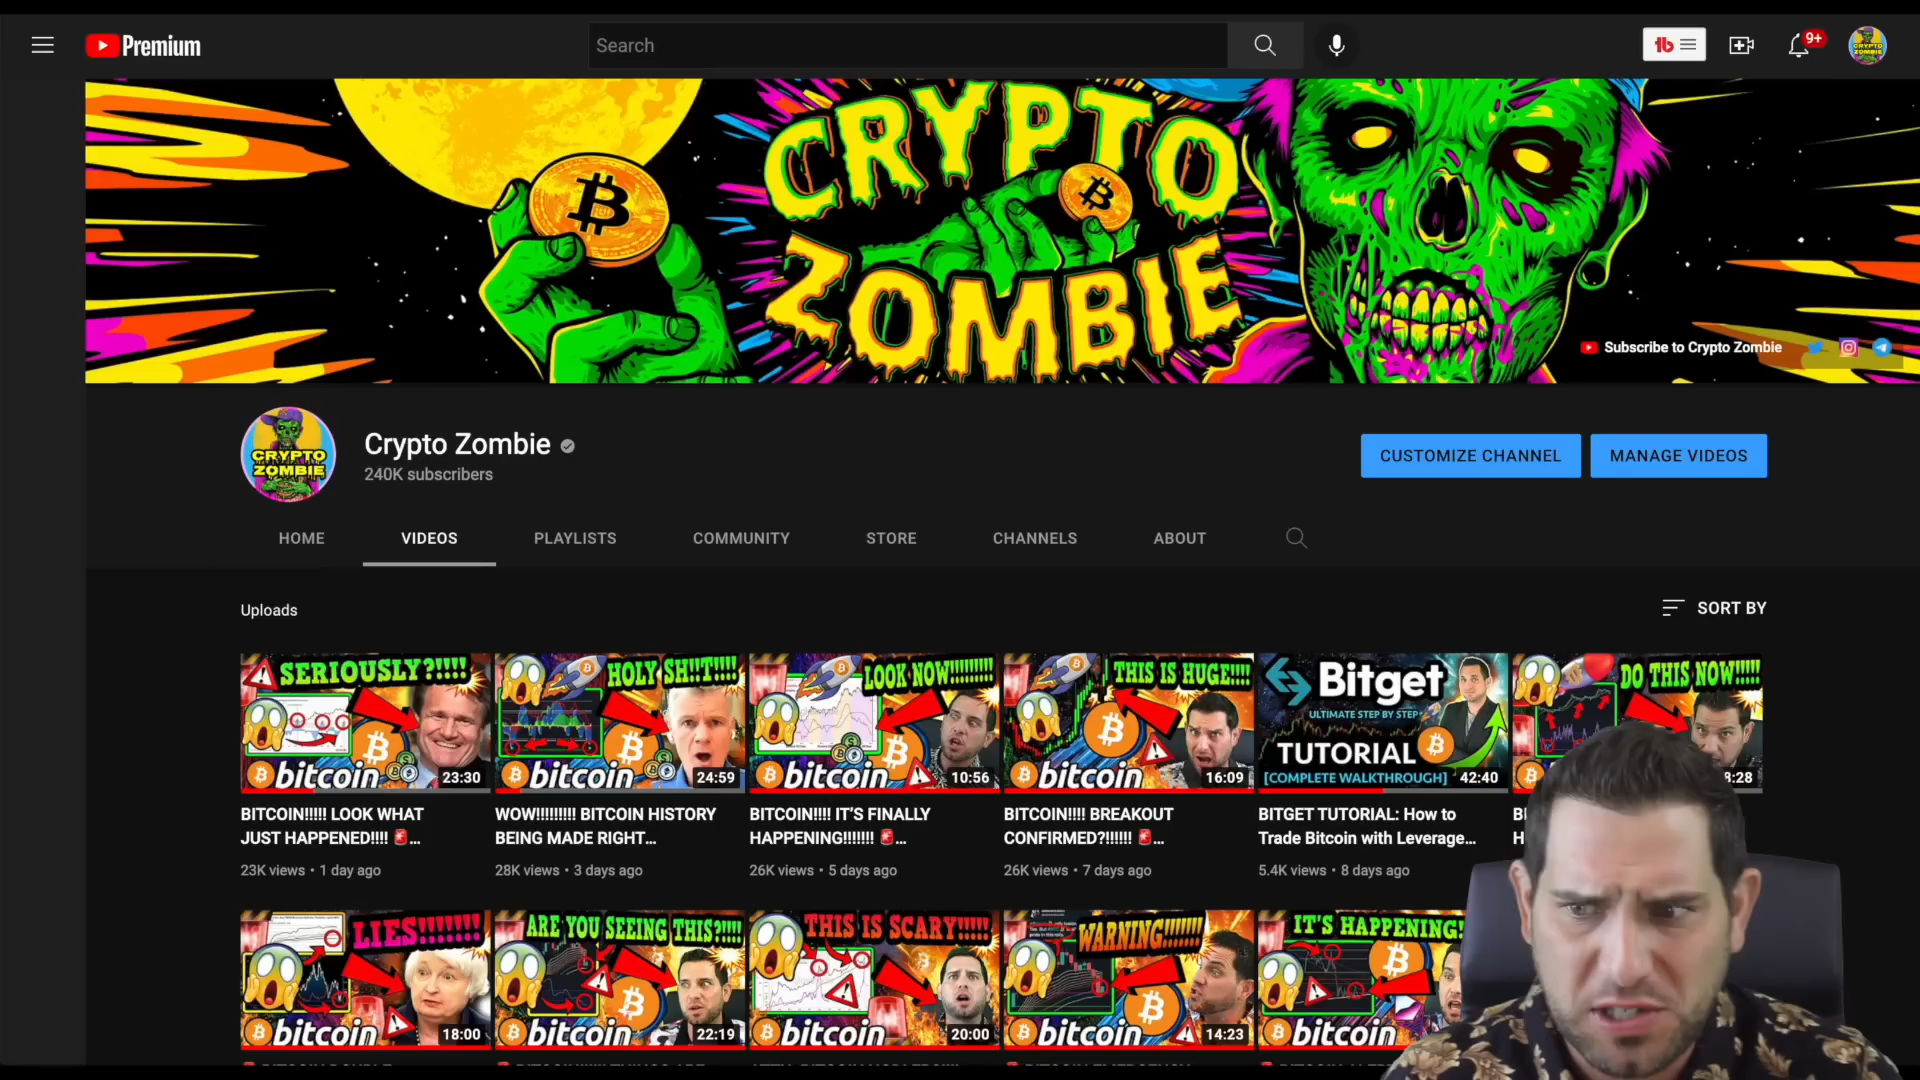 Premium
Search
9+
CRYPTO
ZOMBIE
Subscribe to Crypto Zombie
CRYPTO
ZOMBIE
Crypto Zombie
240K subscribers
CUSTOMIZE CHANNEL
MANAGE VIDEOS
HOME
VIDEOS
PLAYLISTS
COMMUNITY
STORE
CHANNELS
ABOUT
Uploads
SORT BY
SERIOUSLY?!!!!
bitcoin
23:30
HOLY SH!!T!!!!
bitcoin
24:59
LOOK NOW!!!!!!!!!
bitcoin
10:56
THIS IS HUGE!!!!
bitcoin
16:09
Bitget
ULTIMATE STEP BY STEP
TUTORIAL
[COMPLETE WALKTHROUGH]
42:40
DO THIS NOW!!!!!
8:28
BITCOIN!!!!! LOOK WHAT
JUST HAPPENED!!!! 🚨...
23K views • 1 day ago
WOW!!!!!!!!! BITCOIN HISTORY
BEING MADE RIGHT...
28K views • 3 days ago
BITCOIN!!!! IT'S FINALLY
HAPPENING!!!!!!! 🚨...
26K views • 5 days ago
BITCOIN!!!! BREAKOUT
CONFIRMED?!!!!!! 🚨...
26K views • 7 days ago
BITGET TUTORIAL: How to
Trade Bitcoin with Leverage...
5.4K views • 8 days ago
LIES!!!!!!!
bitcoin
18:00
ARE YOU SEEING THIS?!!!!
bitcoin
22:19
THIS IS SCARY!!!!!
bitcoin
20:00
WARNING!!!!!!!
bitcoin
14:23
IT'S HAPPENING!
bitcoin